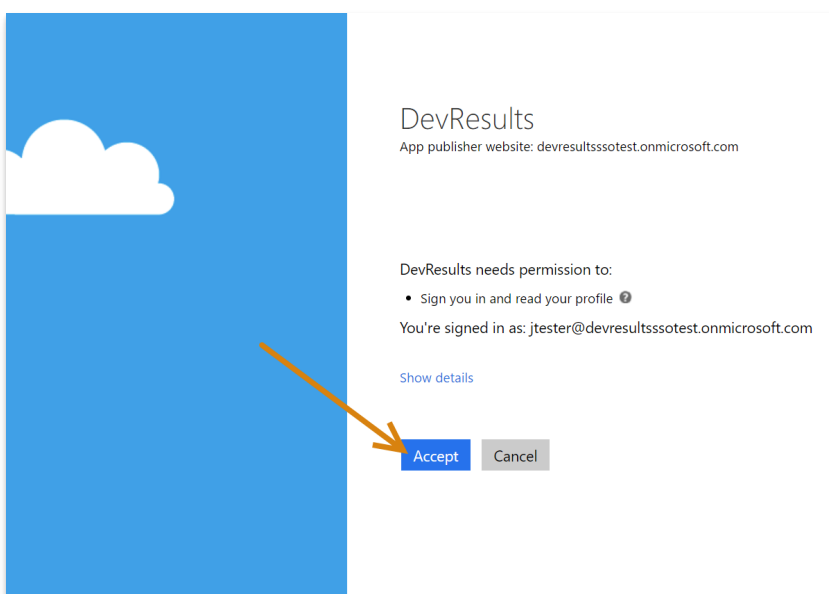 DevResults
App publisher website: devresultsssotest.onmicrosoft.com
DevResults needs permission to:
• Sign you in and read your profile ?
You're signed in as: jtester@devresultsssotest.onmicrosoft.com
Show details
Accept Cancel